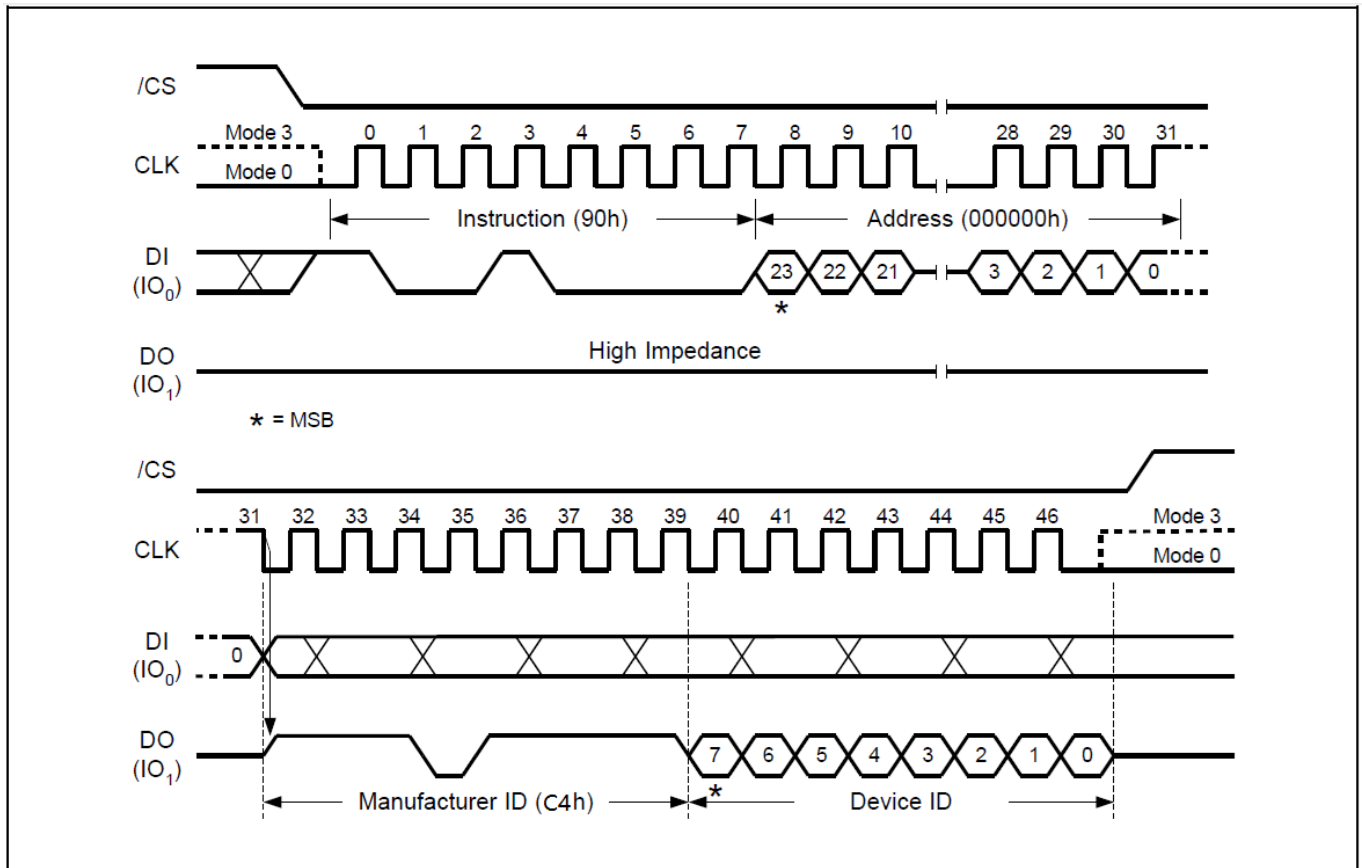 /CS
Mode 3 0 1 2 3 4 5 6 7 8 9 10 28 29 30 31
CLK
Mode 0
Instruction (90h) Address (000000h)
DI
(IO0) 23 22 21 3 2 1 0
*
High Impedance
DO
(IO1)
* = MSB
/CS
31 32 33 34 35 36 37 38 39 40 41 42 43 44 45 46 Mode 3
CLK
Mode 0
DI
(IO0) 0
DO
(IO1) 7 6 5 4 3 2 1 0
*
Manufacturer ID (C4h) Device ID